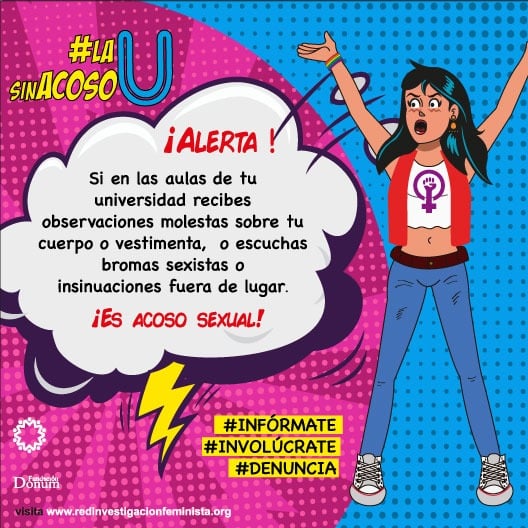 #LA
SINACOSO U
¡ALERTA !
Si en las aulas de tu
universidad recibes
observaciones molestas sobre tu
cuerpo o vestimenta, o escuchas
bromas sexistas o
insinuaciones fuera de lugar.
¡ES ACOSO SEXUAL!
#INFÓRMATE
#INVOLÚCRATE
#DENUNCIA
Fundación
Donum
visita www.redinvestigacionfeminista.org